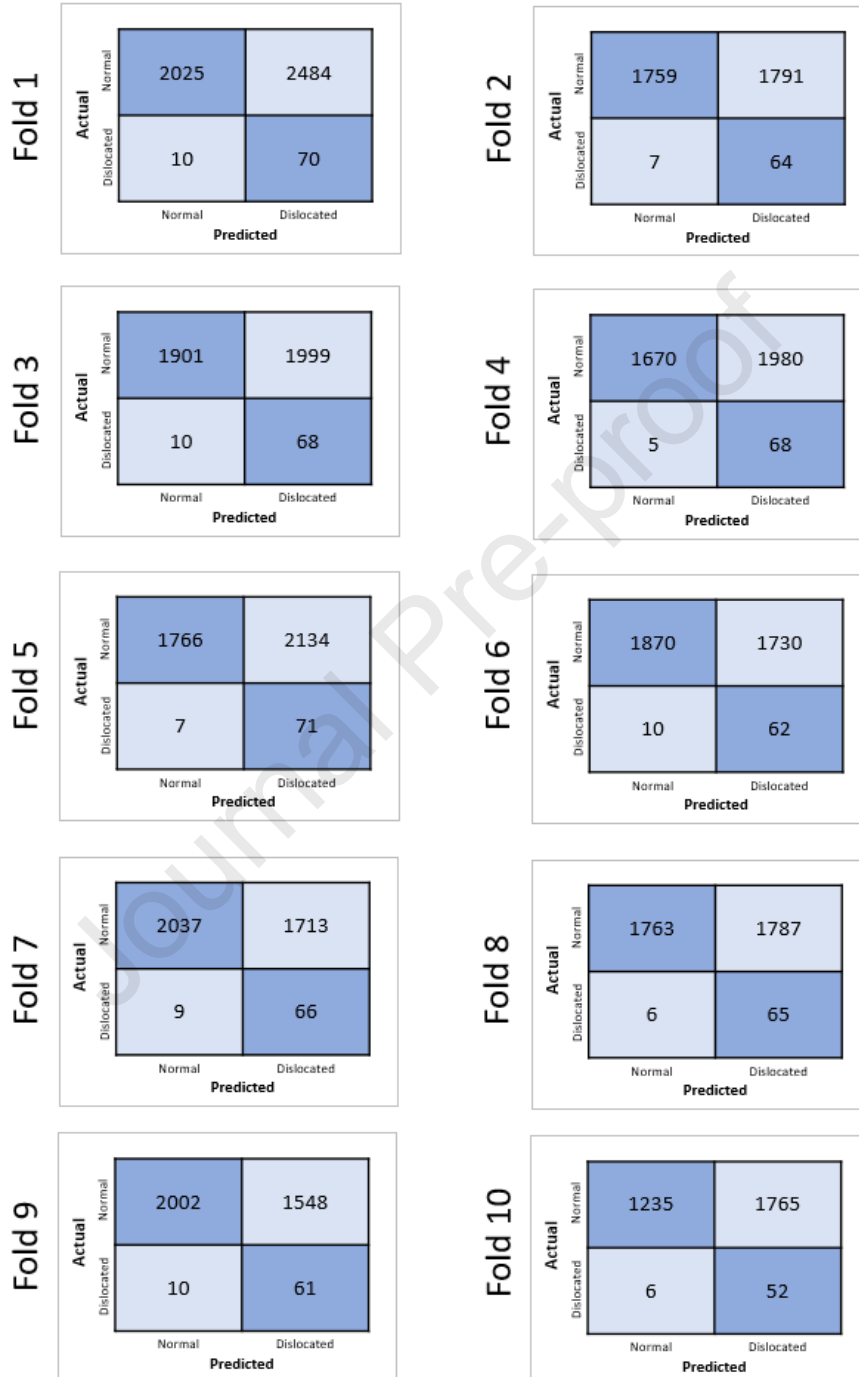 Fold 1
Actual
Normal
Dislocated
2025 2484
10 70
Normal Dislocated
Predicted
Fold 2
Actual
Normal
Dislocated
1759 1791
7 64
Normal Dislocated
Predicted
Fold 3
Actual
Normal
Dislocated
1901 1999
10 68
Normal Dislocated
Predicted
Fold 4
Actual
Normal
Dislocated
1670 1980
5 68
Normal Dislocated
Predicted
Fold 5
Actual
Normal
Dislocated
1766 2134
7 71
Normal Dislocated
Predicted
Fold 6
Actual
Normal
Dislocated
1870 1730
10 62
Normal Dislocated
Predicted
Fold 7
Actual
Normal
Dislocated
2037 1713
9 66
Normal Dislocated
Predicted
Fold 8
Actual
Normal
Dislocated
1763 1787
6 65
Normal Dislocated
Predicted
Fold 9
Actual
Normal
Dislocated
2002 1548
10 61
Normal Dislocated
Predicted
Fold 10
Actual
Normal
Dislocated
1235 1765
6 52
Normal Dislocated
Predicted
Journal Pre-proof